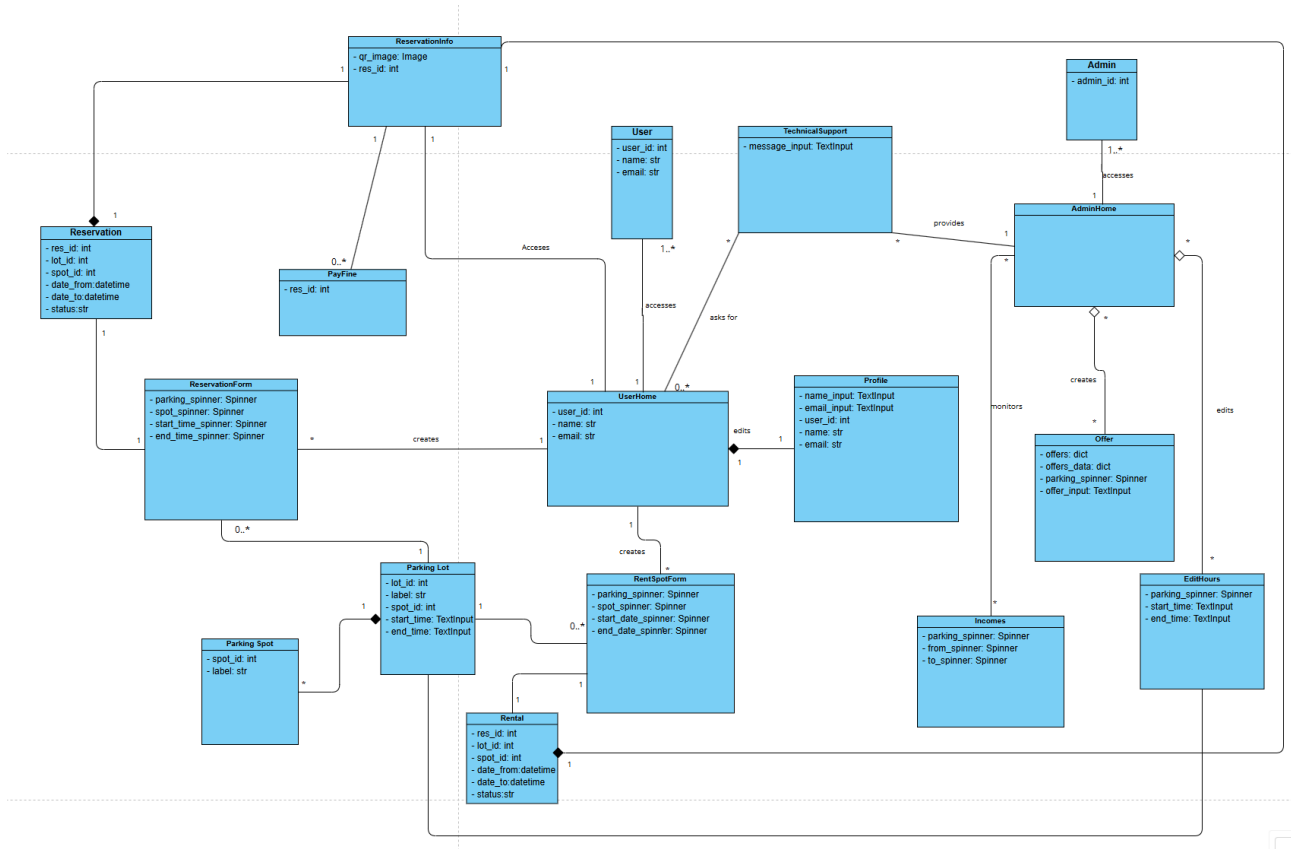 ReservationInfo
- qr_image: Image
- res_id: int
1
1
1
1
Admin
- admin_id: int
1..*
accesses
1
User
- user_id: int
- name: str
- email: str
1..*
accesses
1
TechnicalSupport
- message_input: TextInput
*
*
provides
1
asks for
0..*
AdminHome
*
*
*
Reservation
- res_id: int
- lot_id: int
- spot_id: int
- date_from:datetime
- date_to:datetime
- status:str
1
1
Acceses
1
0..*
PayFine
- res_id: int
ReservationForm
- parking_spinner: Spinner
- spot_spinner: Spinner
- start_time_spinner: Spinner
- end_time_spinner: Spinner
1
*
creates
1
0..*
UserHome
- user_id: int
- name: str
- email: str
edits
1
1
Profile
- name_input: TextInput
- email_input: TextInput
- user_id: int
- name: str
- email: str
monitors
creates
edits
*
Offer
- offers: dict
- offers_data: dict
- parking_spinner: Spinner
- offer_input: TextInput
1
creates
*
1
Parking Lot
- lot_id: int
- label: str
- spot_id: int
- start_time: TextInput
- end_time: TextInput
1
1
0..*
RentSpotForm
- parking_spinner: Spinner
- spot_spinner: Spinner
- start_date_spinner: Spinner
- end_date_spinner: Spinner
1
*
EditHours
- parking_spinner: Spinner
- start_time: TextInput
- end_time: TextInput
*
Incomes
- parking_spinner: Spinner
- from_spinner: Spinner
- to_spinner: Spinner
Parking Spot
- spot_id: int
- label: str
*
1
Rental
- res_id: int
- lot_id: int
- spot_id: int
- date_from:datetime
- date_to:datetime
- status:str
1